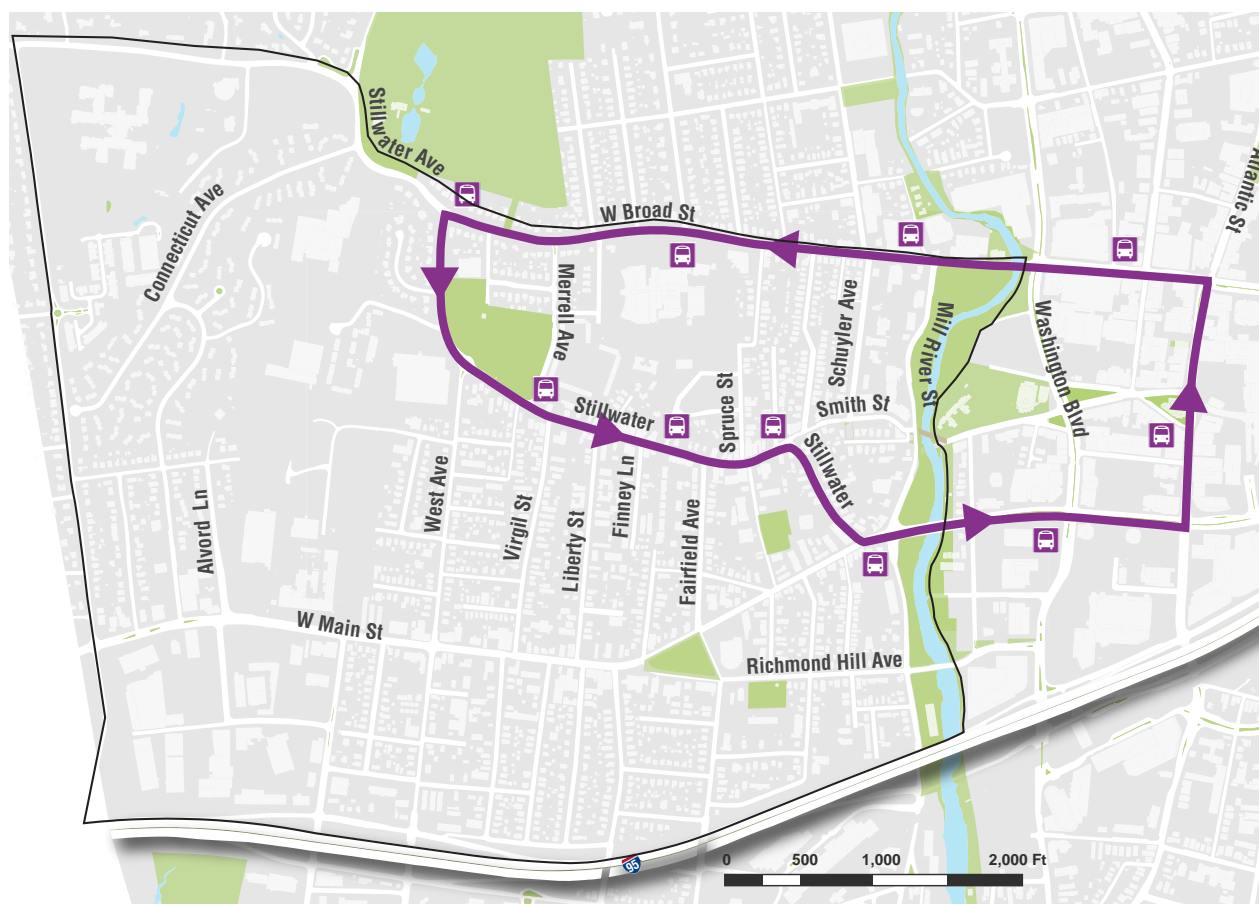 Stillwater Ave
Atlantic St
Connecticut Ave
W Broad St
Merrell Ave
Schuyler Ave
Mill River St
Washington Blvd
Stillwater
Spruce St
Smith St
Stillwater
West Ave
Virgil St
Liberty St
Finney Ln
Fairfield Ave
Alvord Ln
W Main St
Richmond Hill Ave
95
0 500 1,000 2,000 Ft